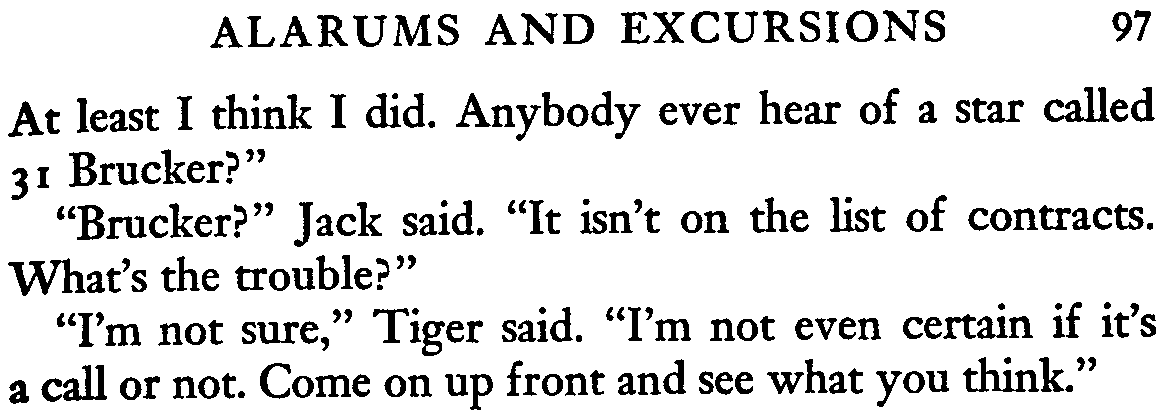 ALARUMS AND EXCURSIONS 97
At least I think I did. Anybody ever hear of a star called
31 Brucker?”
“Brucker?” Jack said. “It isn't on the list of contracts.
What's the trouble?”
“I'm not sure,” Tiger said. “I'm not even certain if it's
a call or not. Come on up front and see what you think.”